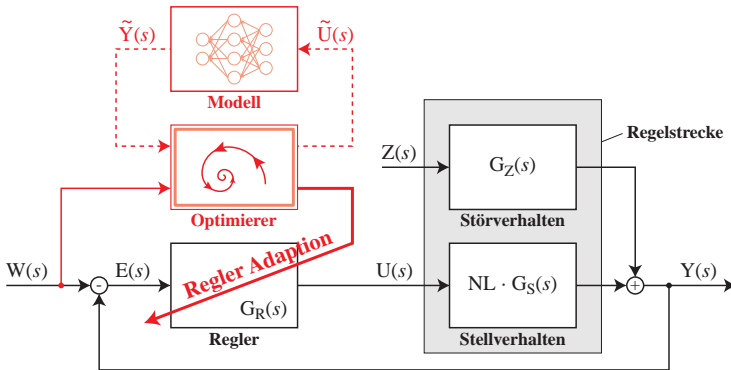 Ỹ(s)
Ũ(s)
Modell
Regelstrecke
Z(s)
G_Z(s)
Optimierer
Störverhalten
W(s)
-
E(s)
Regler Adaption
G_R(s)
U(s)
NL · G_S(s)
+
Y(s)
Regler
Stellverhalten